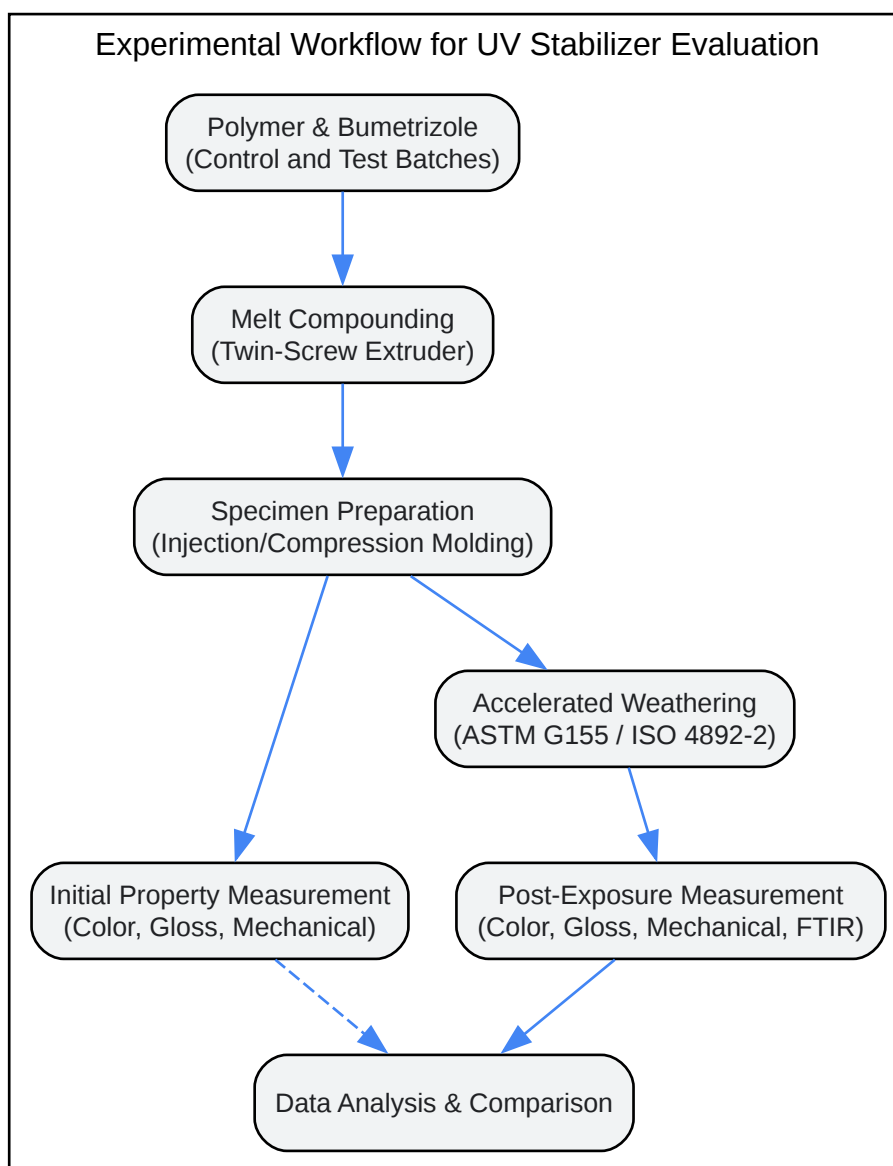 Experimental Workflow for UV Stabilizer Evaluation
Polymer & Bumetrizole
(Control and Test Batches)
Melt Compounding
(Twin-Screw Extruder)
Specimen Preparation
(Injection/Compression Molding)
Accelerated Weathering
(ASTM G155 / ISO 4892-2)
Initial Property Measurement
(Color, Gloss, Mechanical)
Post-Exposure Measurement
(Color, Gloss, Mechanical, FTIR)
Data Analysis & Comparison